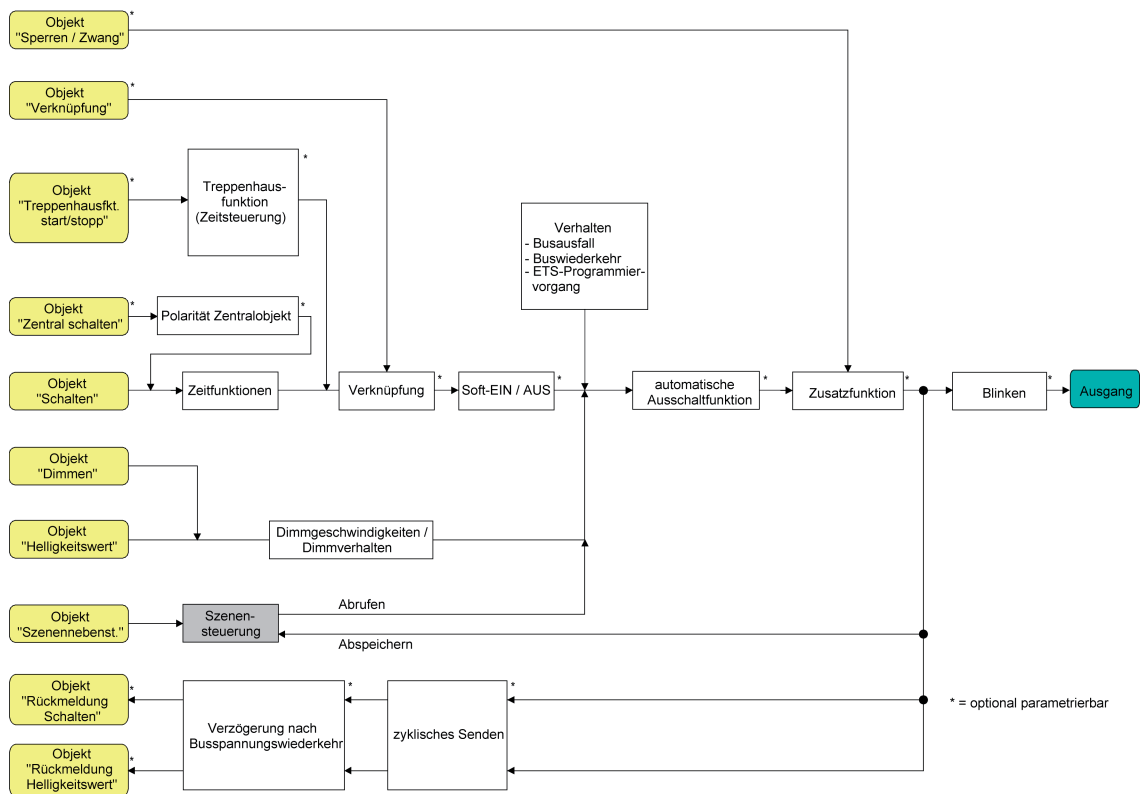 Objekt
"Sperren / Zwang"
*
Objekt
"Verknüpfung"
*
Objekt
"Treppenhausfkt.
start/stopp"
*
Treppenhaus-
funktion
(Zeitsteuerung)
*
Verhalten
- Busausfall
- Buswiederkehr
- ETS-Programmier-
vorgang
Objekt
"Zentral schalten"
*
Polarität Zentralobjekt
*
Objekt
"Schalten"
Zeitfunktionen
Verknüpfung
*
Soft-EIN / AUS
*
automatische
Ausschaltfunktion
*
Zusatzfunktion
*
Blinken
*
Ausgang
Objekt
"Dimmen"
Objekt
"Helligkeitswert"
Dimmgeschwindigkeiten /
Dimmverhalten
Objekt
"Szenennebenst."
Szenen-
steuerung
Abrufen
Abspeichern
Objekt
"Rückmeldung
Schalten"
*
Verzögerung nach
Busspannungswiederkehr
*
zyklisches Senden
*
* = optional parametrierbar
Objekt
"Rückmeldung
Helligkeitswert"
*